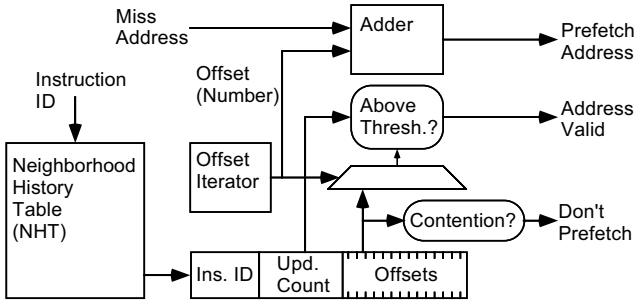 Miss
Address
Adder
Prefetch
Address
Instruction
ID
Offset
(Number)
Above
Thresh.?
Address
Valid
Neighborhood
History
Table
(NHT)
Offset
Iterator
Contention?
Don't
Prefetch
Ins. ID
Upd.
Count
Offsets